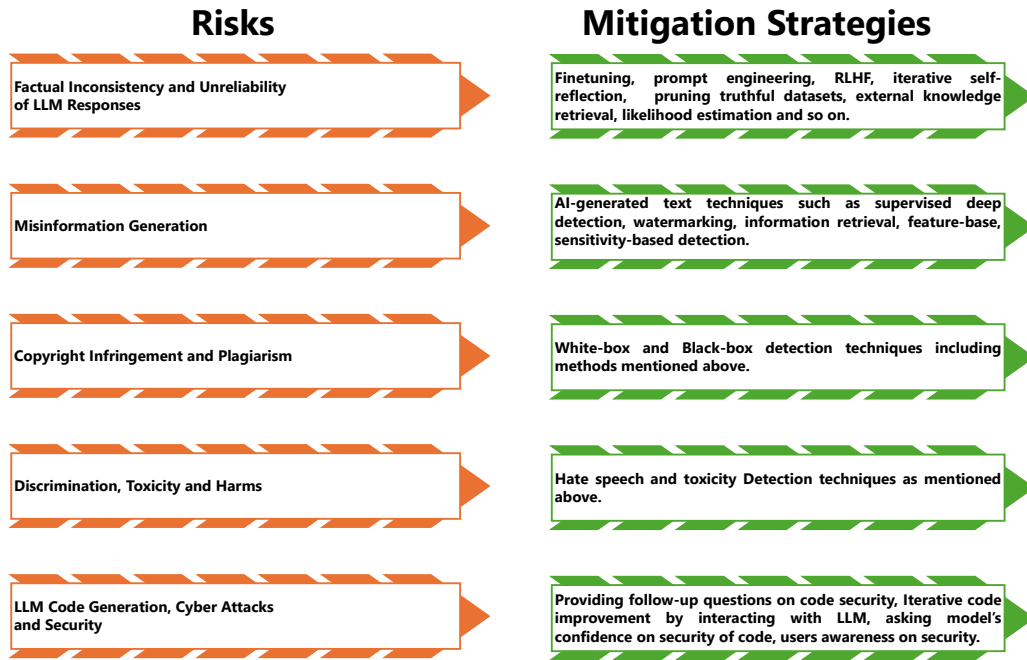 Risks
Mitigation Strategies
Factual Inconsistency and Unreliability
of LLM Responses
Finetuning, prompt engineering, RLHF, iterative self-
reflection, pruning truthful datasets, external knowledge
retrieval, likelihood estimation and so on.
Misinformation Generation
AI-generated text techniques such as supervised deep
detection, watermarking, information retrieval, feature-base,
sensitivity-based detection.
Copyright Infringement and Plagiarism
White-box and Black-box detection techniques including
methods mentioned above.
Discrimination, Toxicity and Harms
Hate speech and toxicity Detection techniques as mentioned
above.
LLM Code Generation, Cyber Attacks
and Security
Providing follow-up questions on code security, Iterative code
improvement by interacting with LLM, asking model's
confidence on security of code, users awareness on security.